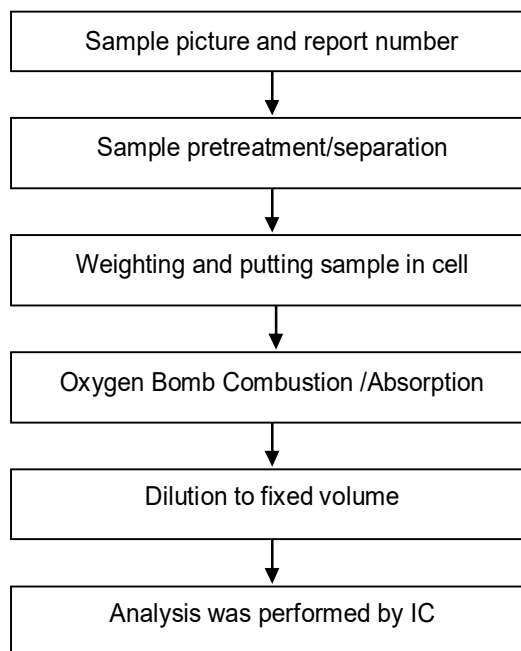 Sample picture and report number
Sample pretreatment/separation
Weighting and putting sample in cell
Oxygen Bomb Combustion /Absorption
Dilution to fixed volume
Analysis was performed by IC